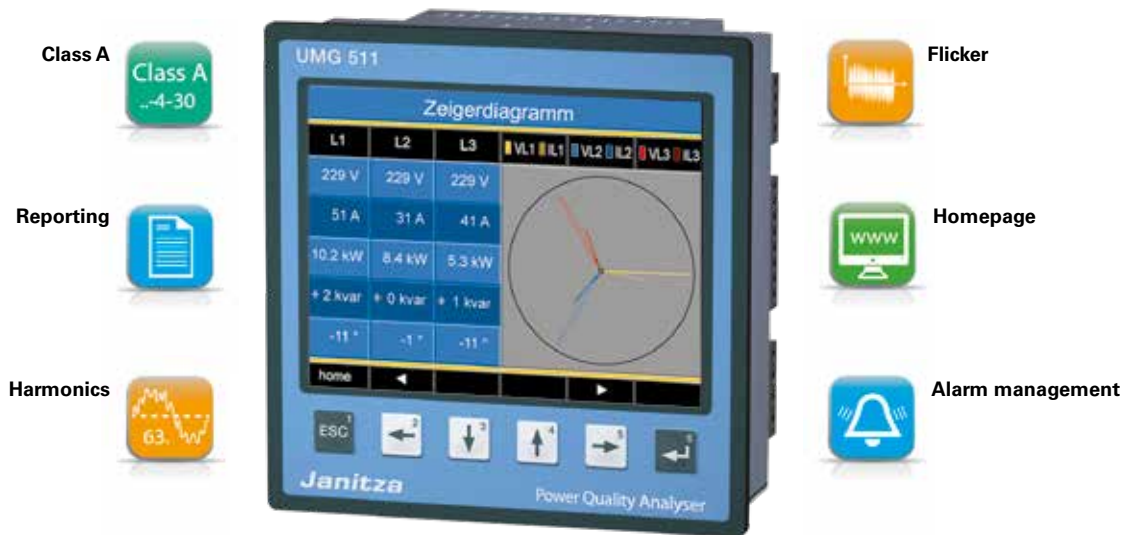 Class A
Class A
..-4-30
Reporting
Harmonics
63.
UMG 511
Zeigerdiagramm
L1 L2 L3 VL1 IL1 VL2 IL2 VL3 IL3
229 V 229 V 229 V
51 A 31 A 41 A
10.2 kW 8.4 kW 5.3 kW
+ 2 kvar + 0 kvar + 1 kvar
-11 ° -1 ° -11 °
home
ESC 1 2 3 4 5 6
Janitza
Power Quality Analyser
Flicker
www
Homepage
Alarm management